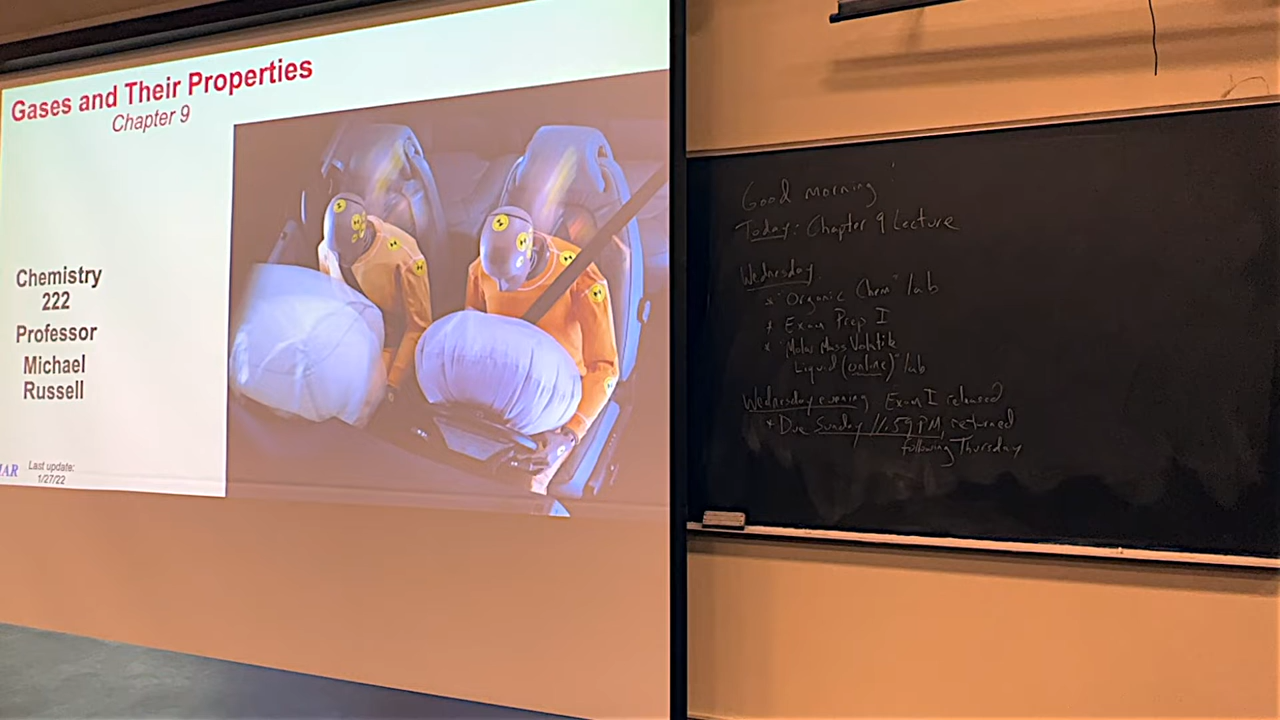 Gases and Their Properties
Chapter 9
Chemistry
222
Professor
Michael
Russell
Last update:
1/27/22
AR
Good morning
Today: Chapter 9 Lecture
Wednesday
* "Organic Chem" lab
* Exam Prep I
* "Molar Mass Volatile
Liquid (online)" lab
Wednesday evening Exam I released
* Due Sunday 11:59 PM, returned
following Thursday